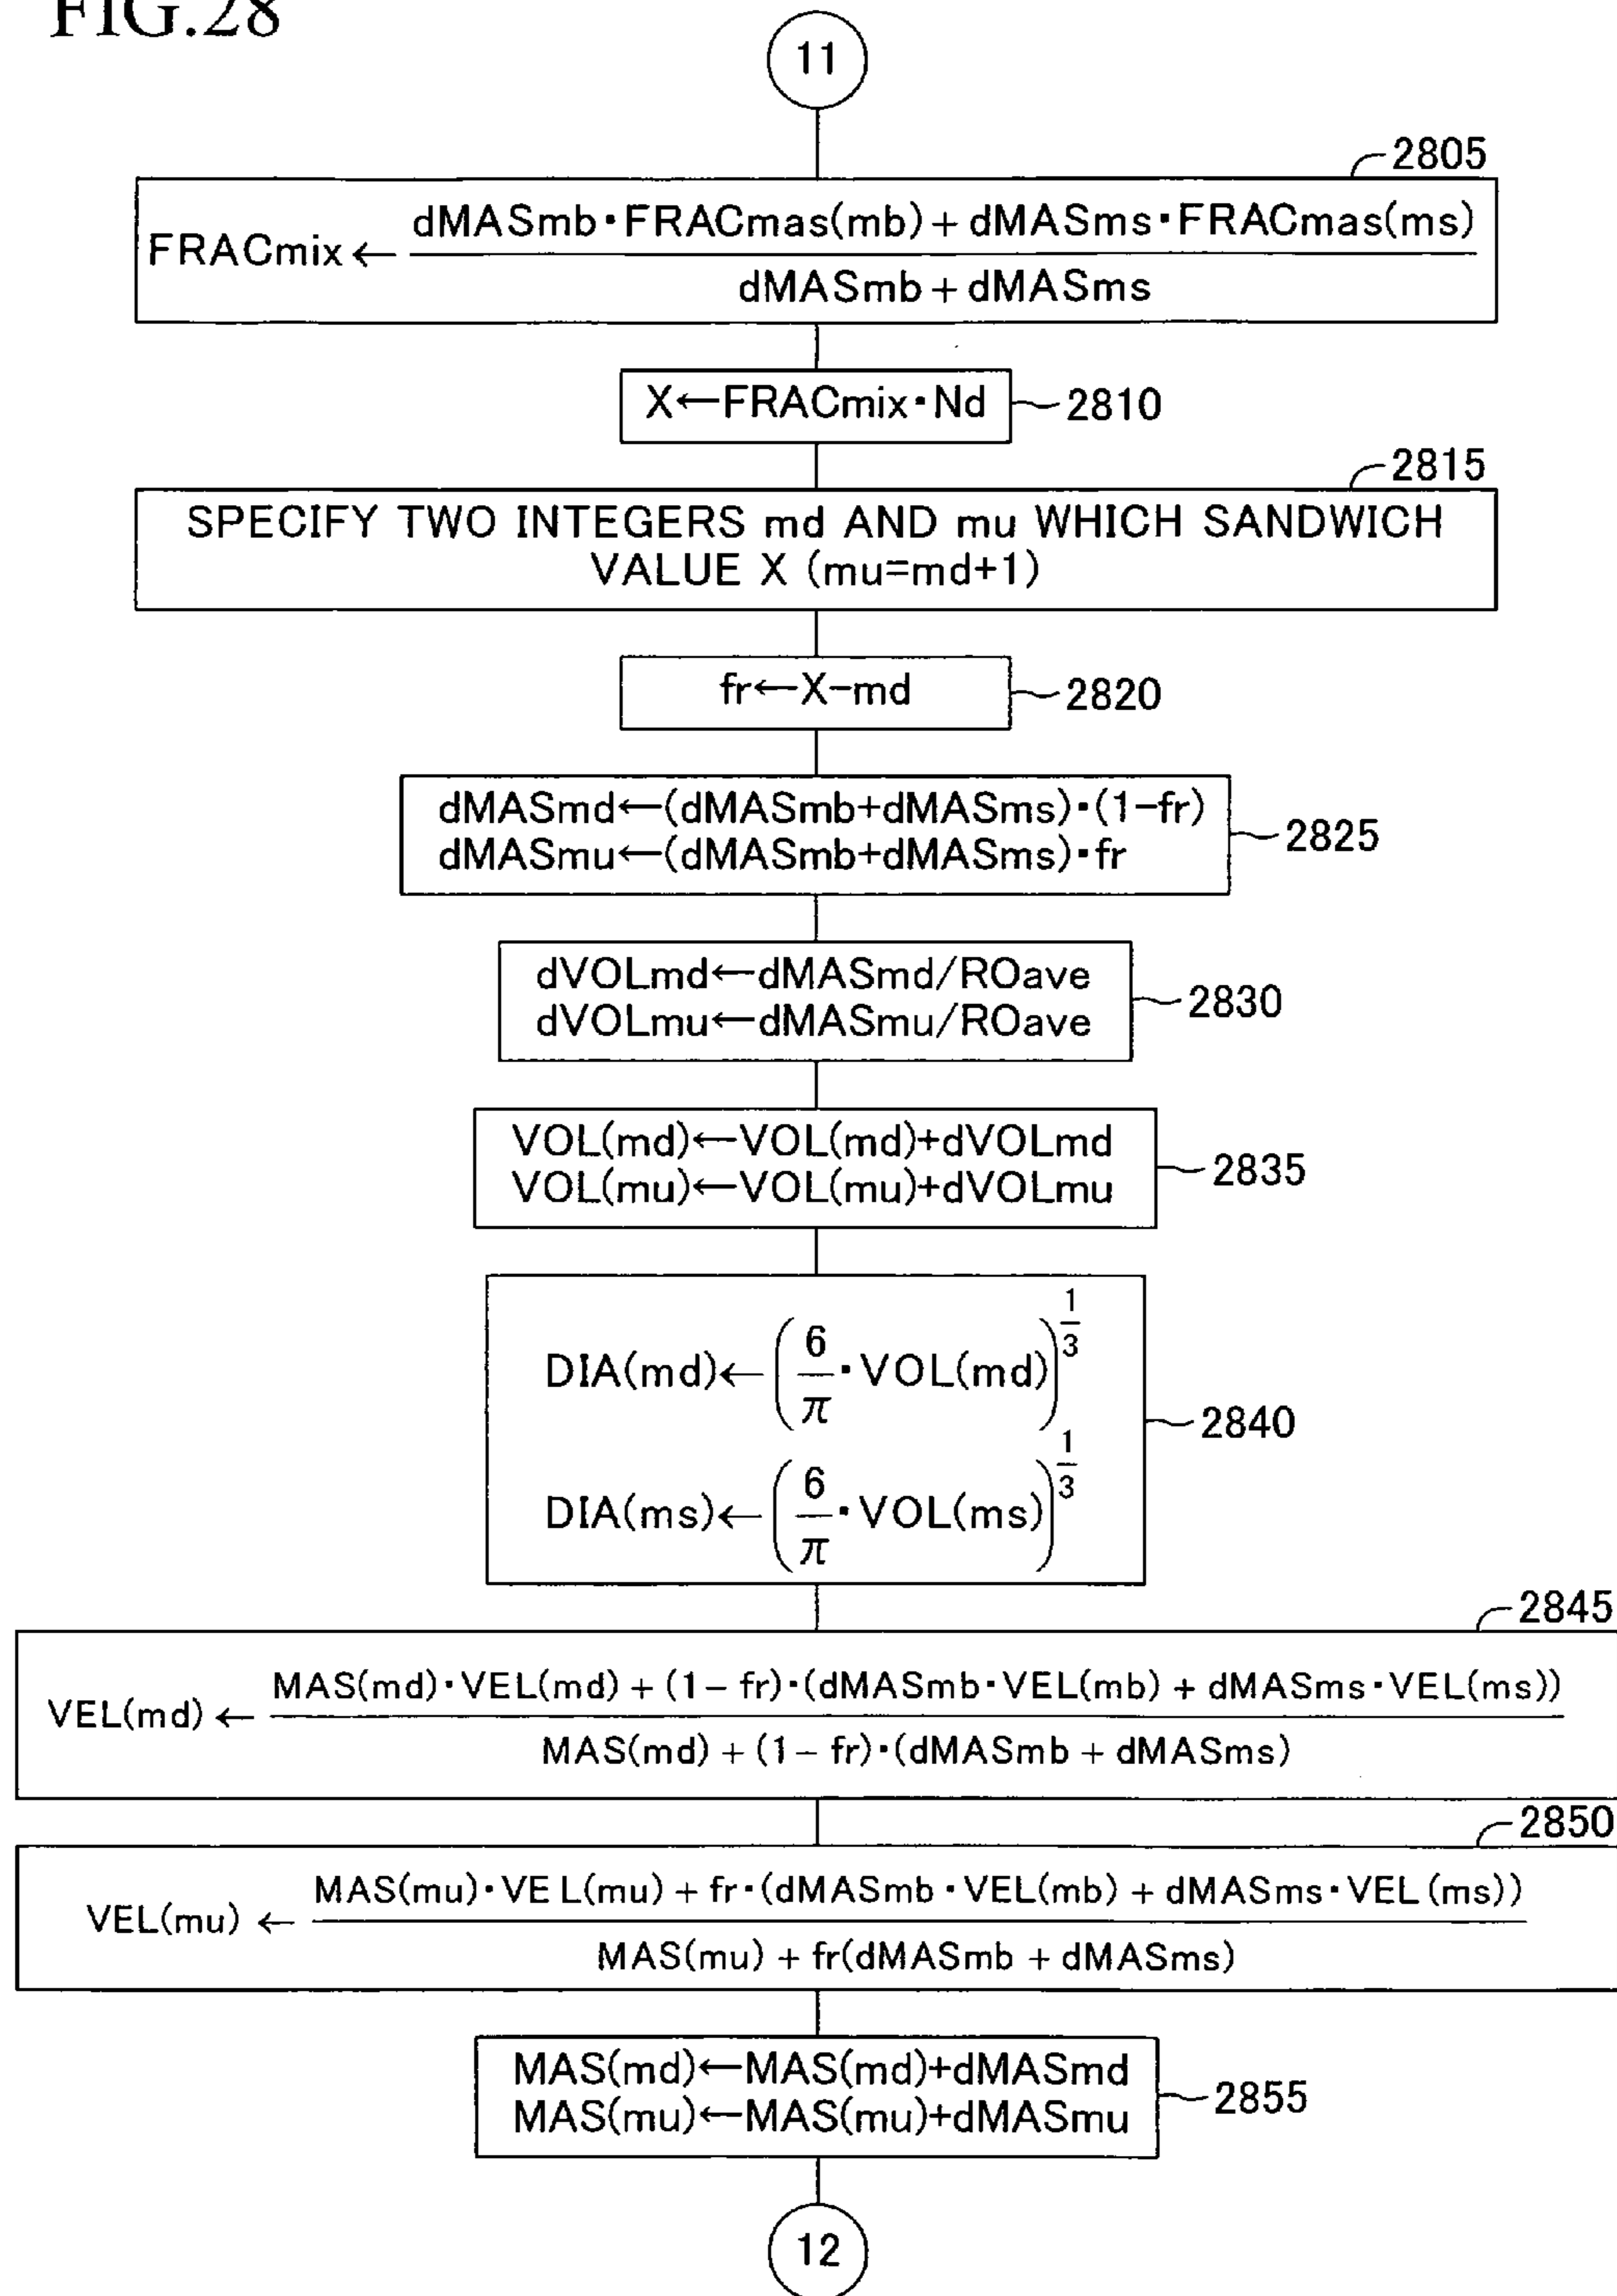 FIG.28
11
2805
FRACmix ← dMASmb·FRACmas(mb) + dMASms·FRACmas(ms)
dMASmb + dMASms
X←FRACmix·Nd
2810
2815
SPECIFY TWO INTEGERS md AND mu WHICH SANDWICH
VALUE X (mu=md+1)
fr←X-md
2820
dMASmd←(dMASmb+dMASms)·(1-fr)
dMASmu←(dMASmb+dMASms)·fr
2825
dVOLmd←dMASmd/ROave
dVOLmu←dMASmu/ROave
2830
VOL(md)←VOL(md)+dVOLmd
VOL(mu)←VOL(mu)+dVOLmu
2835
DIA(md)←(6/π·VOL(md))^1/3
DIA(ms)←(6/π·VOL(ms))^1/3
2840
2845
VEL(md) ← MAS(md)·VEL(md) + (1 - fr)·(dMASmb·VEL(mb) + dMASms·VEL(ms))
MAS(md) + (1 - fr)·(dMASmb + dMASms)
2850
VEL(mu) ← MAS(mu)·VEL(mu) + fr·(dMASmb·VEL(mb) + dMASms·VEL(ms))
MAS(mu) + fr(dMASmb + dMASms)
MAS(md)←MAS(md)+dMASmd
MAS(mu)←MAS(mu)+dMASmu
2855
12